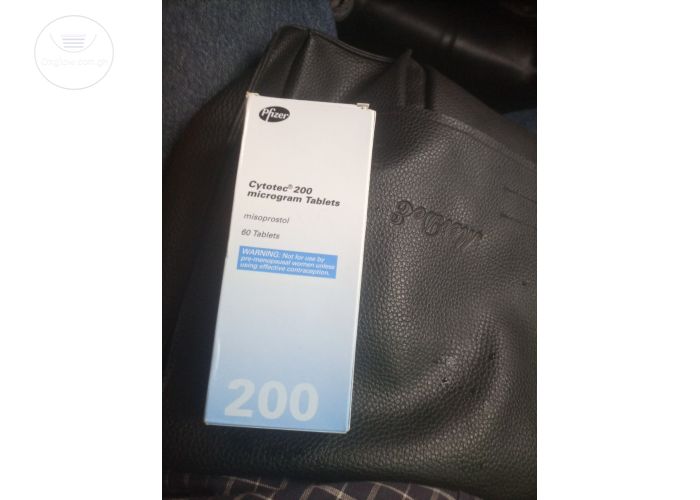 Pfizer
Cytotec® 200
microgram Tablets
misoprostol
60 Tablets
WARNING: Not for use by
pre-menopausal women unless
using effective contraception.
200